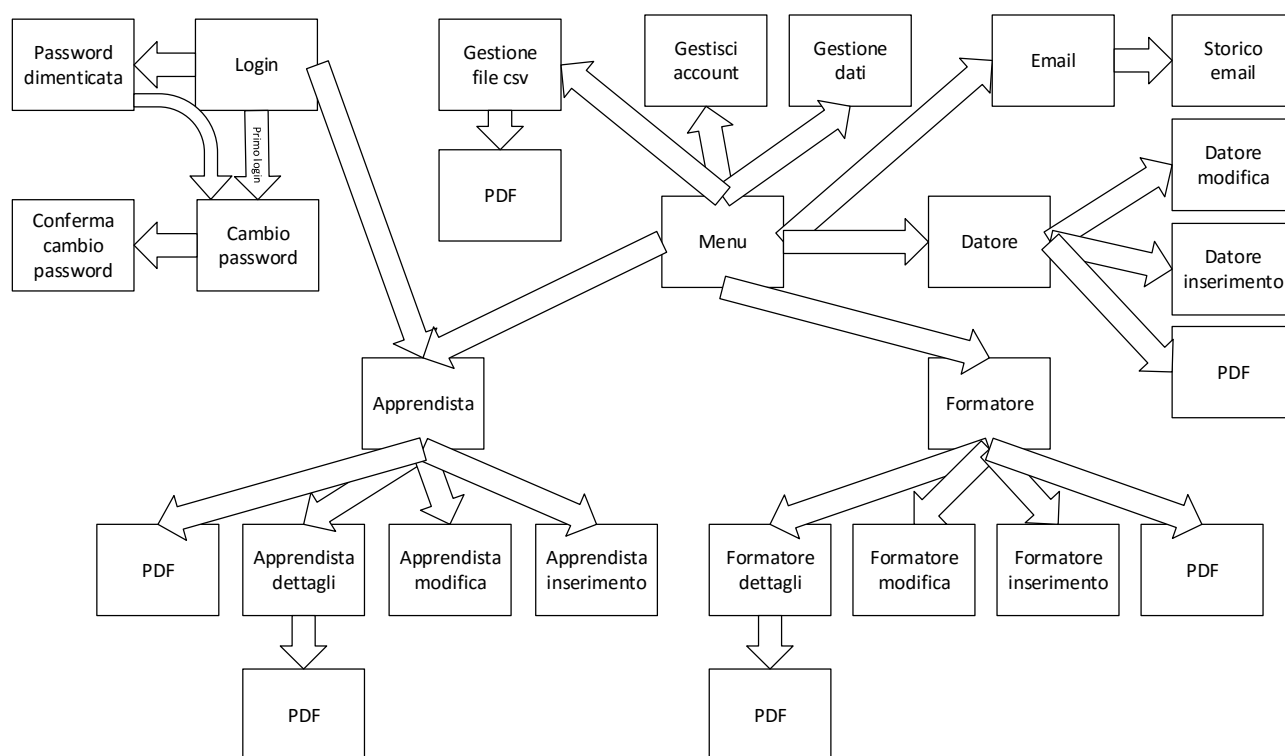 Password
dimenticata
Login
Gestione
file csv
Gestisci
account
Gestione
dati
Email
Storico
email
Primo login
PDF
Datore
modifica
Conferma
cambio
password
Cambio
password
Menu
Datore
Datore
inserimento
PDF
Apprendista
Formatore
PDF
Apprendista
dettagli
Apprendista
modifica
Apprendista
inserimento
Formatore
dettagli
Formatore
modifica
Formatore
inserimento
PDF
PDF
PDF